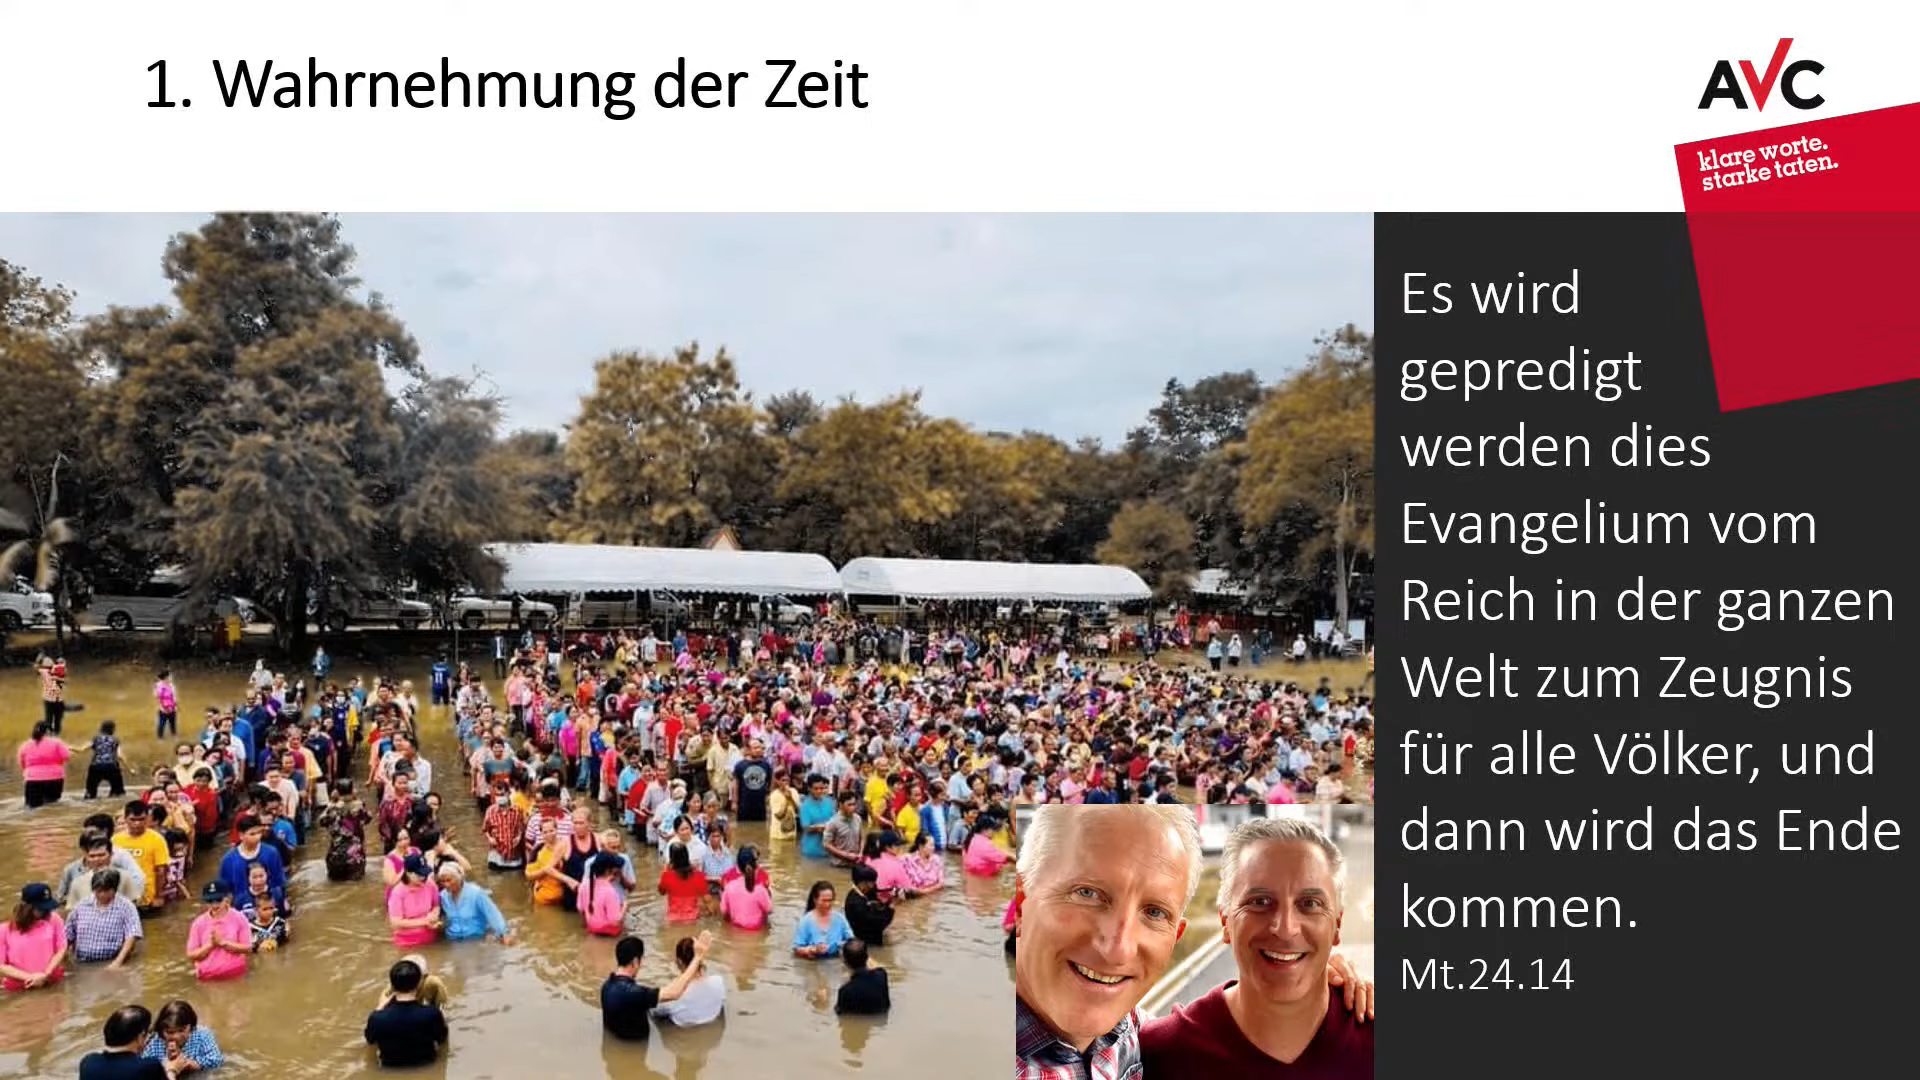 1. Wahrnehmung der Zeit
AVC
klare worte.
starke taten.
Es wird
gepredigt
werden dies
Evangelium vom
Reich in der ganzen
Welt zum Zeugnis
für alle Völker, und
dann wird das Ende
kommen.
Mt.24.14